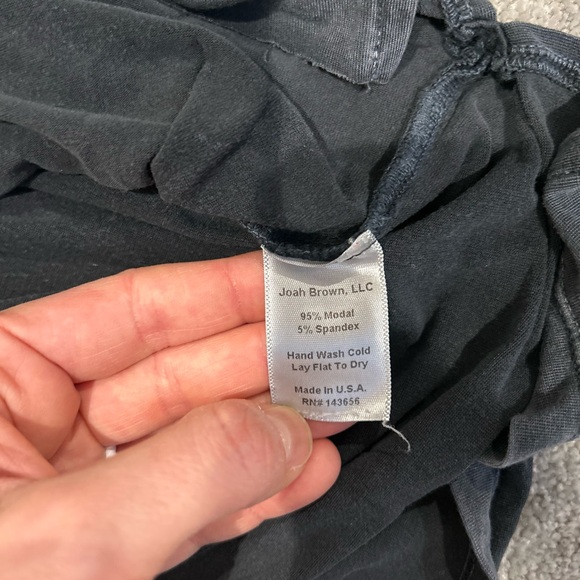 Joah Brown, LLC
95% Modal
5% Spandex
Hand Wash Cold
Lay Flat To Dry
Made In U.S.A.
RN# 143656